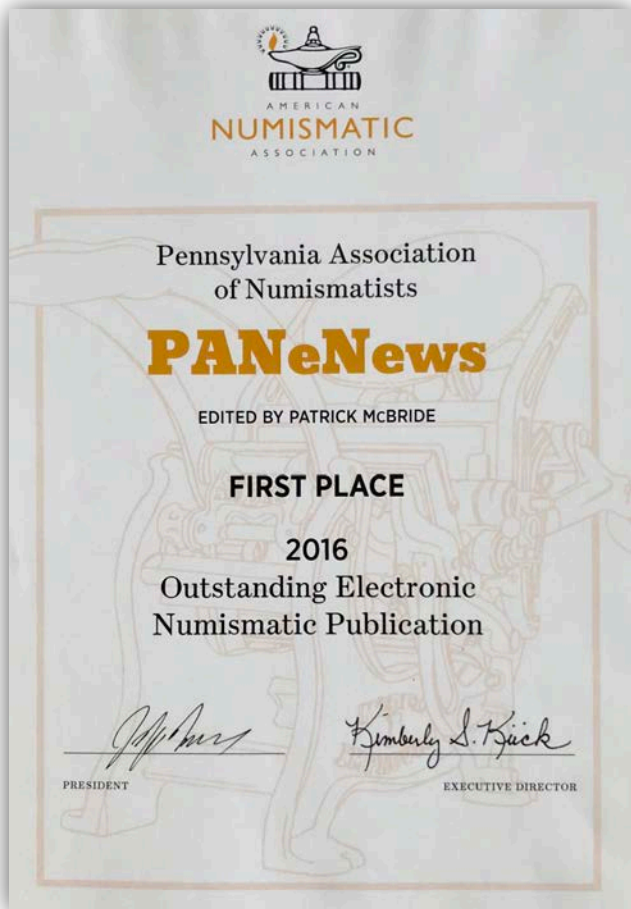 AMERICAN
NUMISMATIC
ASSOCIATION
Pennsylvania Association
of Numismatists
PANeNews
EDITED BY PATRICK McBRIDE
FIRST PLACE
2016
Outstanding Electronic
Numismatic Publication
Kimberly S. Kiick
PRESIDENT
EXECUTIVE DIRECTOR